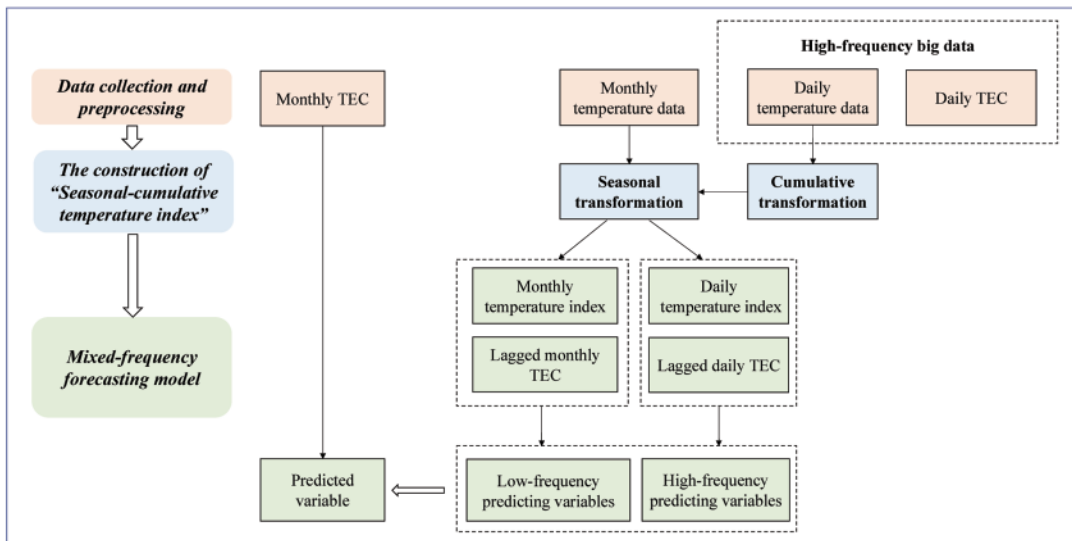 High-frequency big data
Data collection and
preprocessing
Monthly TEC
Monthly
temperature data
Daily
temperature data
Daily TEC
The construction of
“Seasonal-cumulative
temperature index”
Seasonal
transformation
Cumulative
transformation
Monthly
temperature index
Daily
temperature index
Mixed-frequency
forecasting model
Lagged monthly
TEC
Lagged daily TEC
Predicted
variable
Low-frequency
predicting variables
High-frequency
predicting variables